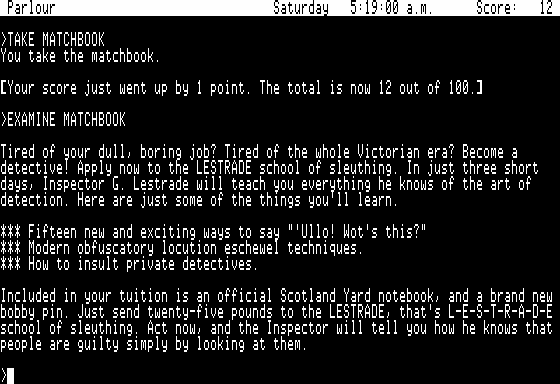 Parlour Saturday 5:19:00 a.m. Score: 12
>TAKE MATCHBOOK
You take the matchbook.
[Your score just went up by 1 point. The total is now 12 out of 100.]
>EXAMINE MATCHBOOK
Tired of your dull, boring job? Tired of the whole Victorian era? Become a
detective! Apply now to the LESTRADE school of sleuthing. In just three short
days, Inspector G. Lestrade will teach you everything he knows of the art of
detection. Here are just some of the things you'll learn.
*** Fifteen new and exciting ways to say "'Ullo! Wot's this?"
*** Modern obfuscatory locution eschewel techniques.
*** How to insult private detectives.
Included in your tuition is an official Scotland Yard notebook, and a brand new
bobby pin. Just send twenty-five pounds to the LESTRADE, that's L-E-S-T-R-A-D-E
school of sleuthing. Act now, and the Inspector will tell you how he knows that
people are guilty simply by looking at them.
>